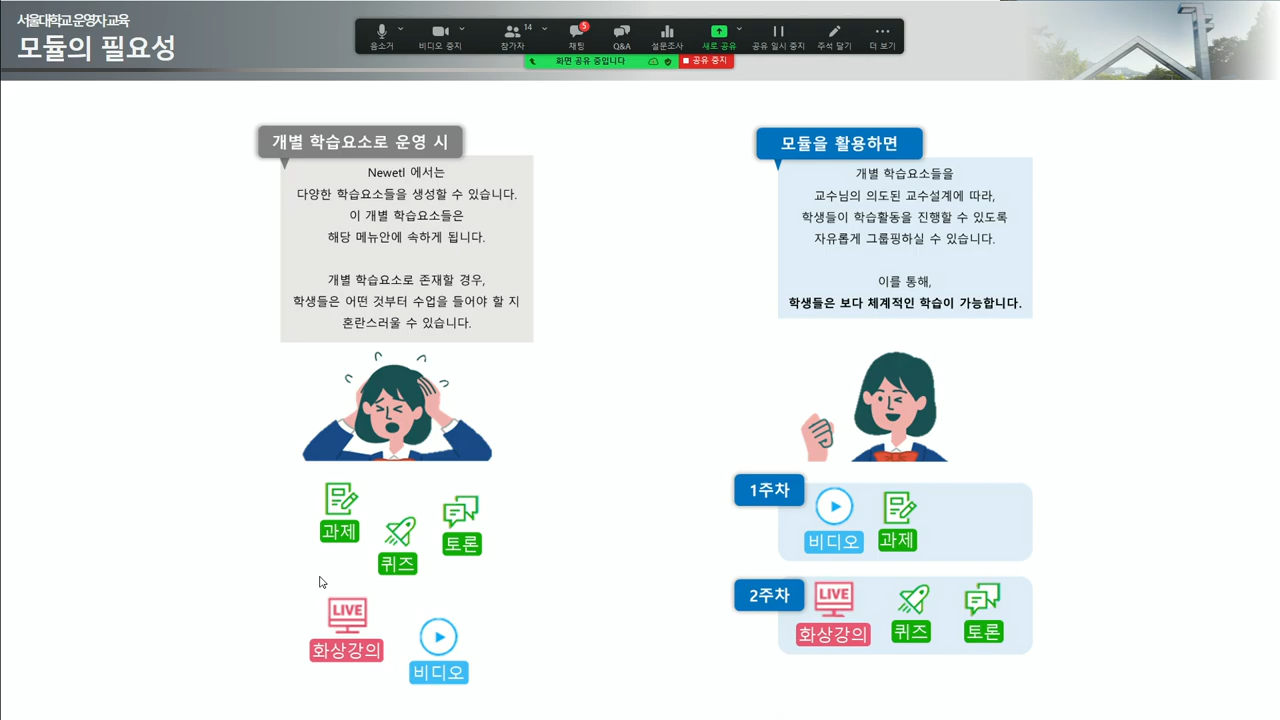 서울대학교 운영자 교육
모듈의 필요성
음소거
비디오 중지
참가자
14
채팅
5
Q&A
설문조사
새로 공유
공유 일시 중지
주석 달기
더 보기
화면 공유 중입니다
공유 중지
개별 학습요소로 운영 시
Newetl 에서는
다양한 학습요소들을 생성할 수 있습니다.
이 개별 학습요소들은
해당 메뉴안에 속하게 됩니다.
개별 학습요소로 존재할 경우,
학생들은 어떤 것부터 수업을 들어야 할 지
혼란스러울 수 있습니다.
과제
퀴즈
토론
LIVE
화상강의
비디오
모듈을 활용하면
개별 학습요소들을
교수님의 의도된 교수설계에 따라,
학생들이 학습활동을 진행할 수 있도록
자유롭게 그룹핑하실 수 있습니다.
이를 통해,
학생들은 보다 체계적인 학습이 가능합니다.
1주차
비디오
과제
2주차
LIVE
화상강의
퀴즈
토론